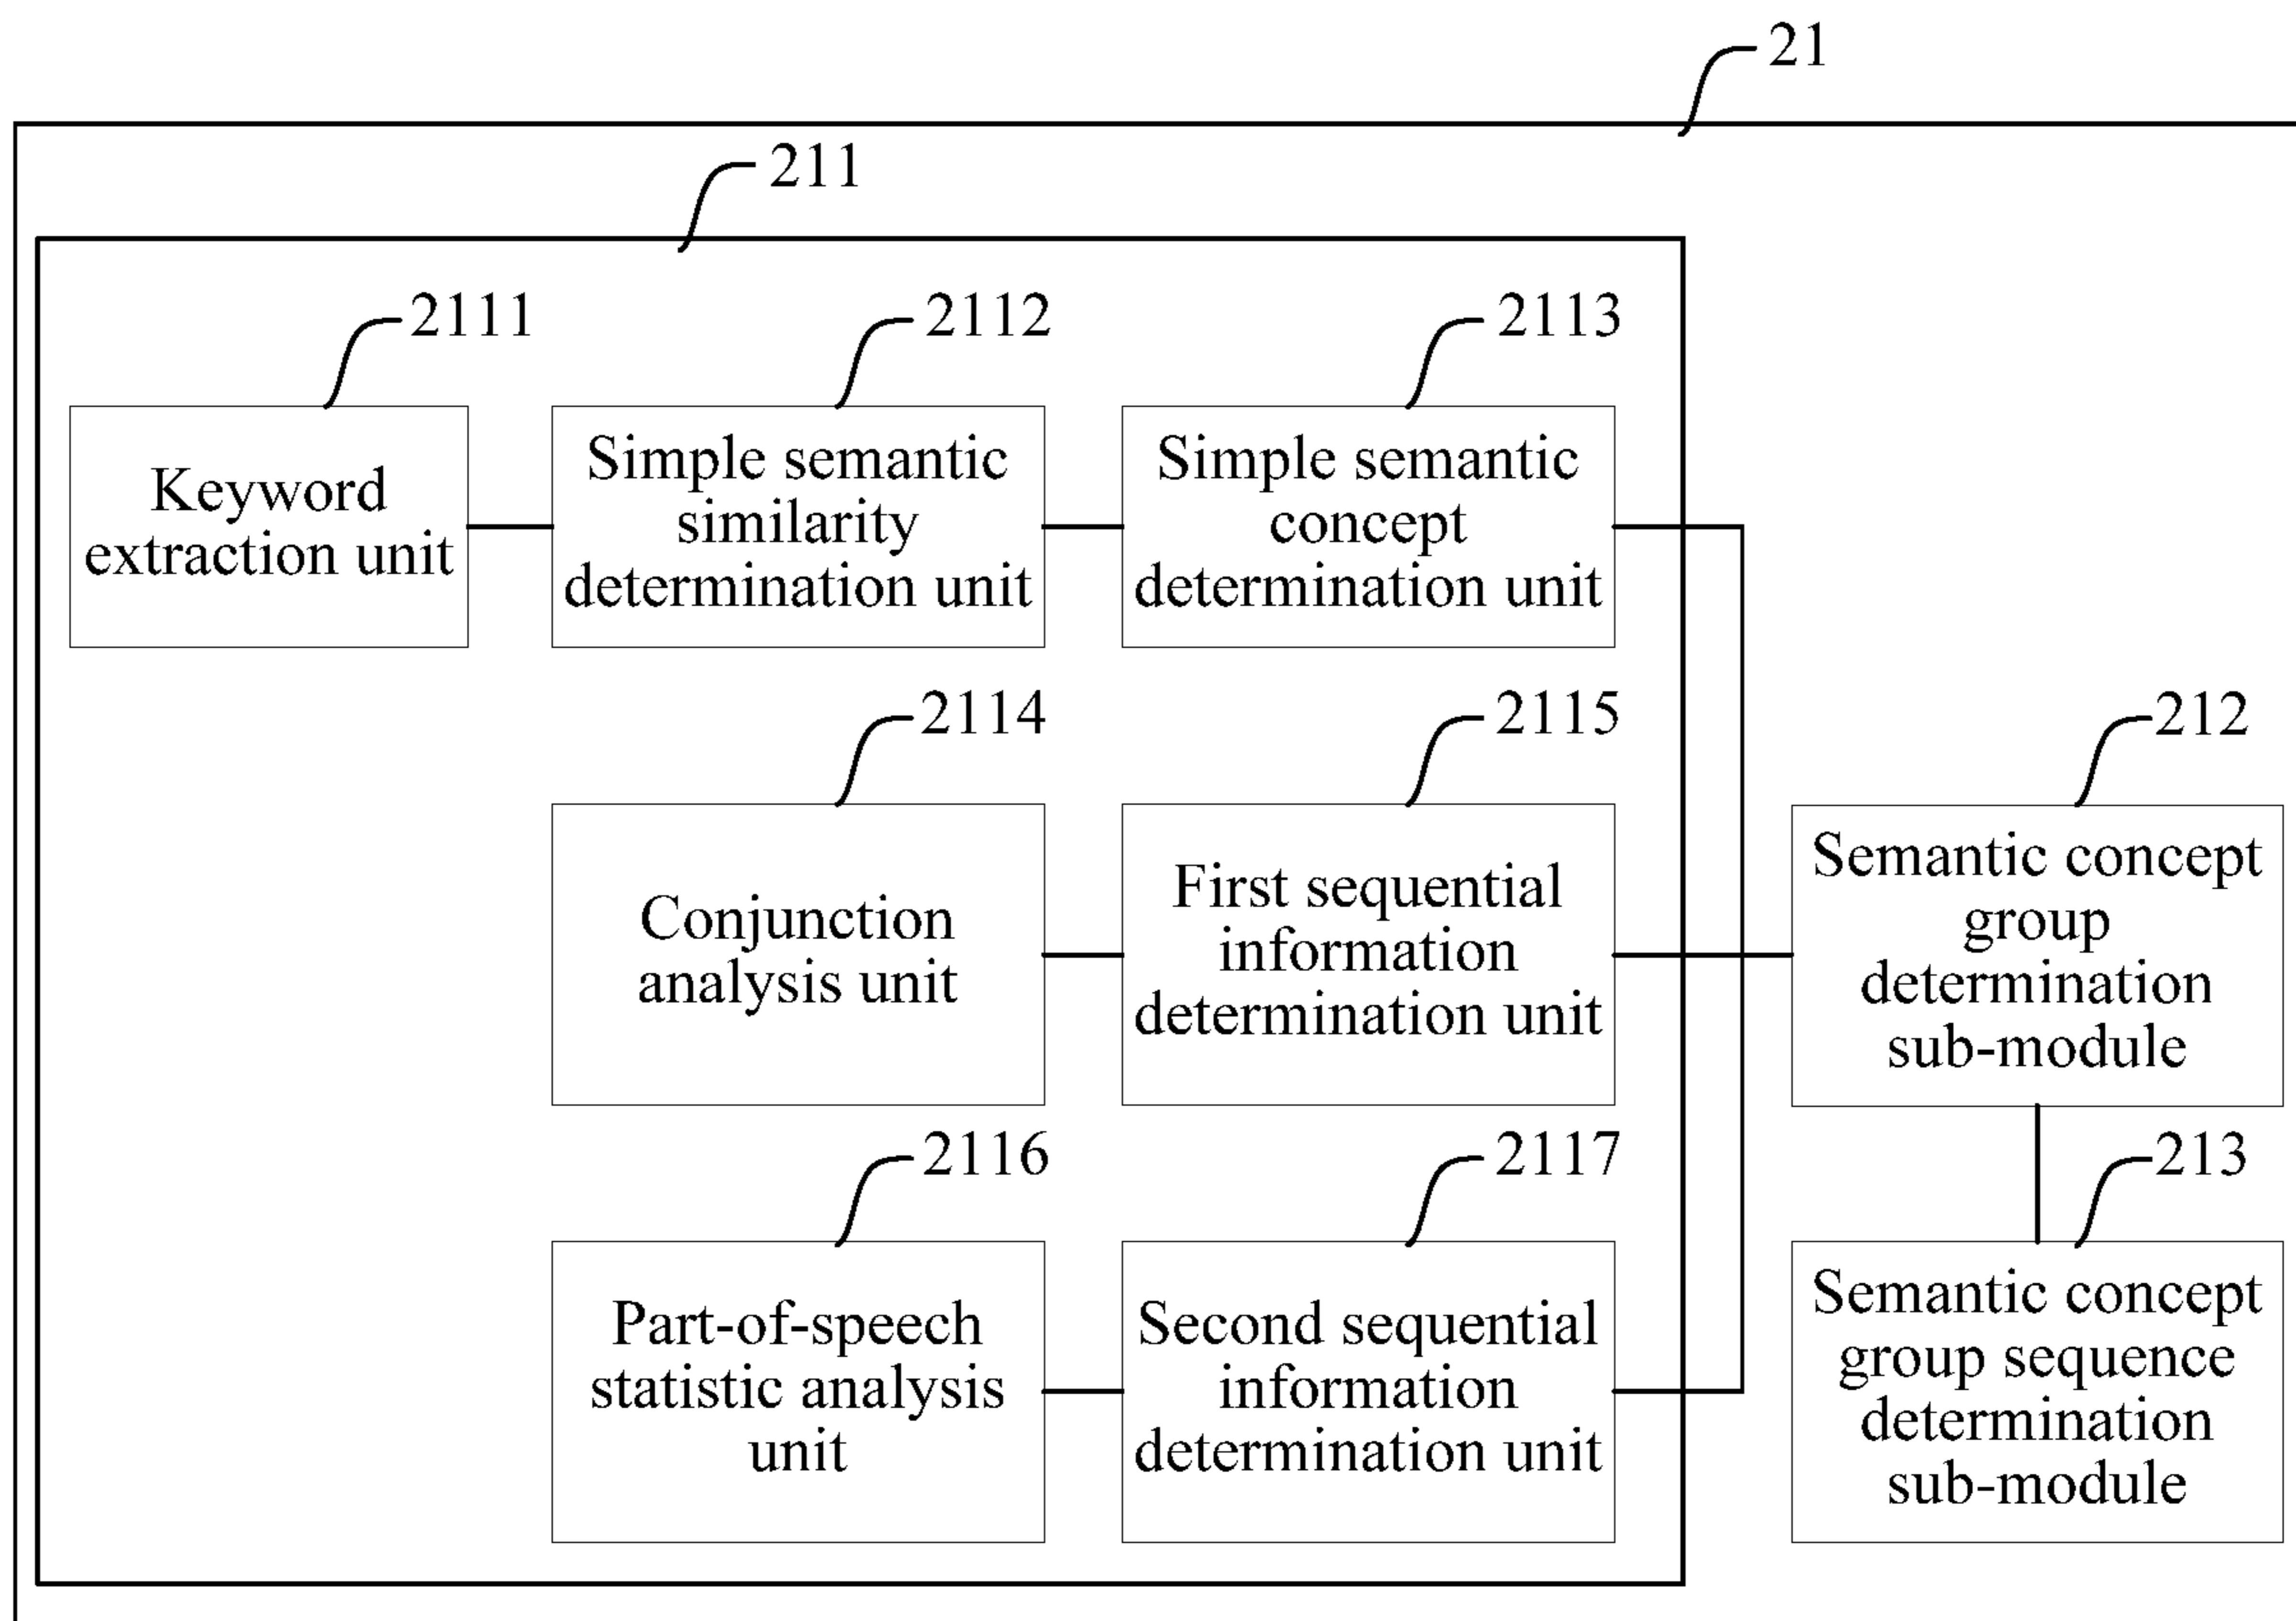 21
211
2111
2112
2113
Keyword
extraction unit
Simple semantic
similarity
determination unit
Simple semantic
concept
determination unit
2114
2115
212
Conjunction
analysis unit
First sequential
information
determination unit
Semantic concept
group
determination
sub-module
2116
2117
213
Part-of-speech
statistic analysis
unit
Second sequential
information
determination unit
Semantic concept
group sequence
determination
sub-module